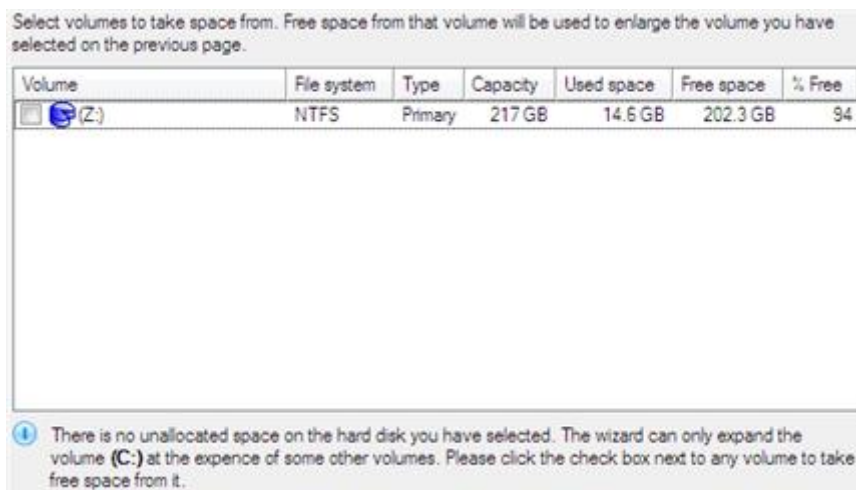 Select volumes to take space from. Free space from that volume will be used to enlarge the volume you have
selected on the previous page.
Volume File system Type Capacity Used space Free space % Free
(Z:) NTFS Primary 217 GB 14.6 GB 202.3 GB 94
There is no unallocated space on the hard disk you have selected. The wizard can only expand the
volume (C:) at the expence of some other volumes. Please click the check box next to any volume to take
free space from it.